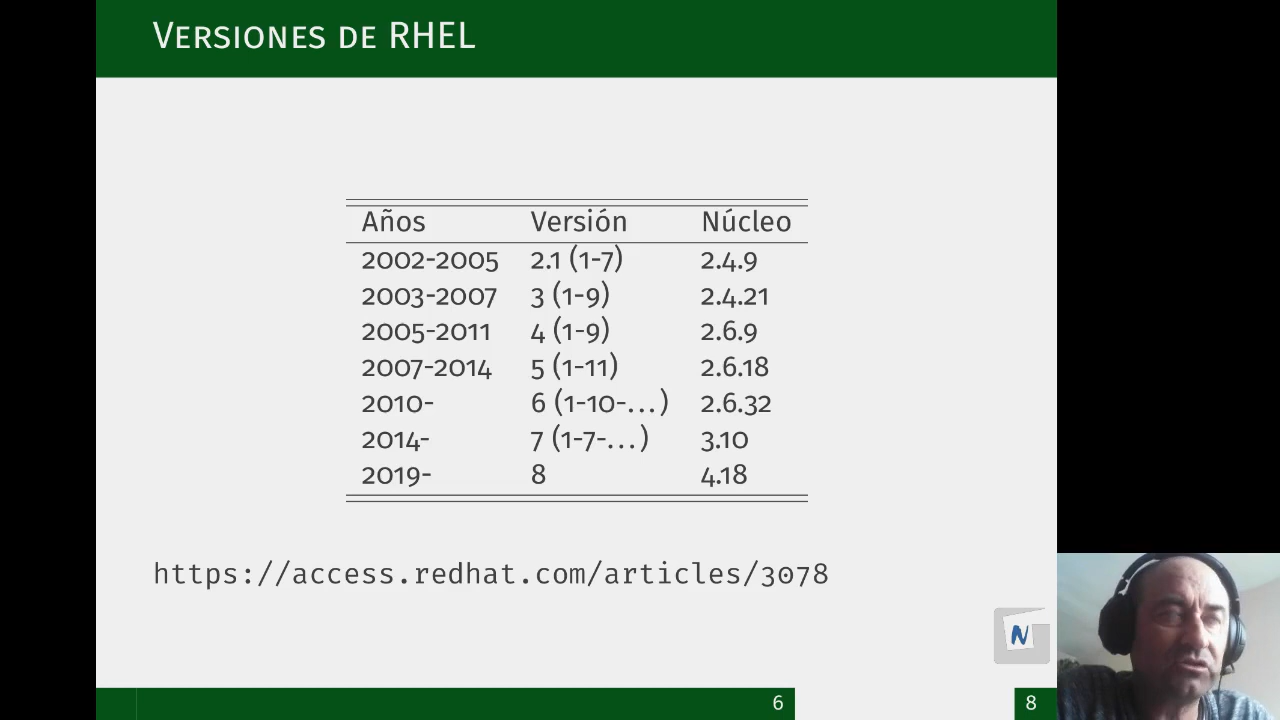 Versiones de RHEL
Años Versión Núcleo
2002-2005 2.1 (1-7) 2.4.9
2003-2007 3 (1-9) 2.4.21
2005-2011 4 (1-9) 2.6.9
2007-2014 5 (1-11) 2.6.18
2010- 6 (1-10-...) 2.6.32
2014- 7 (1-7-...) 3.10
2019- 8 4.18
https://access.redhat.com/articles/3078
N
6 8